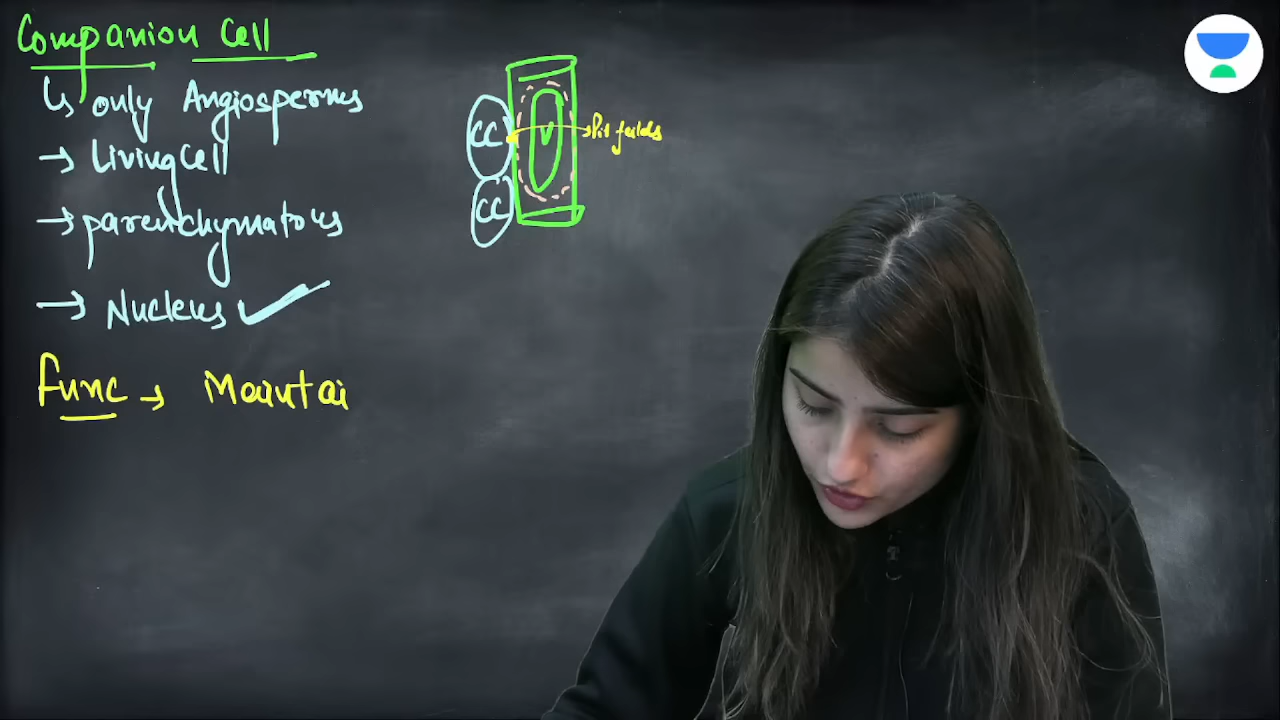 Companion Cell
only Angiosperms
CC
V
Pit fields
→ Living Cell
CC
→ parenchymatous
→ Nucleus ✓
Func → Maintai